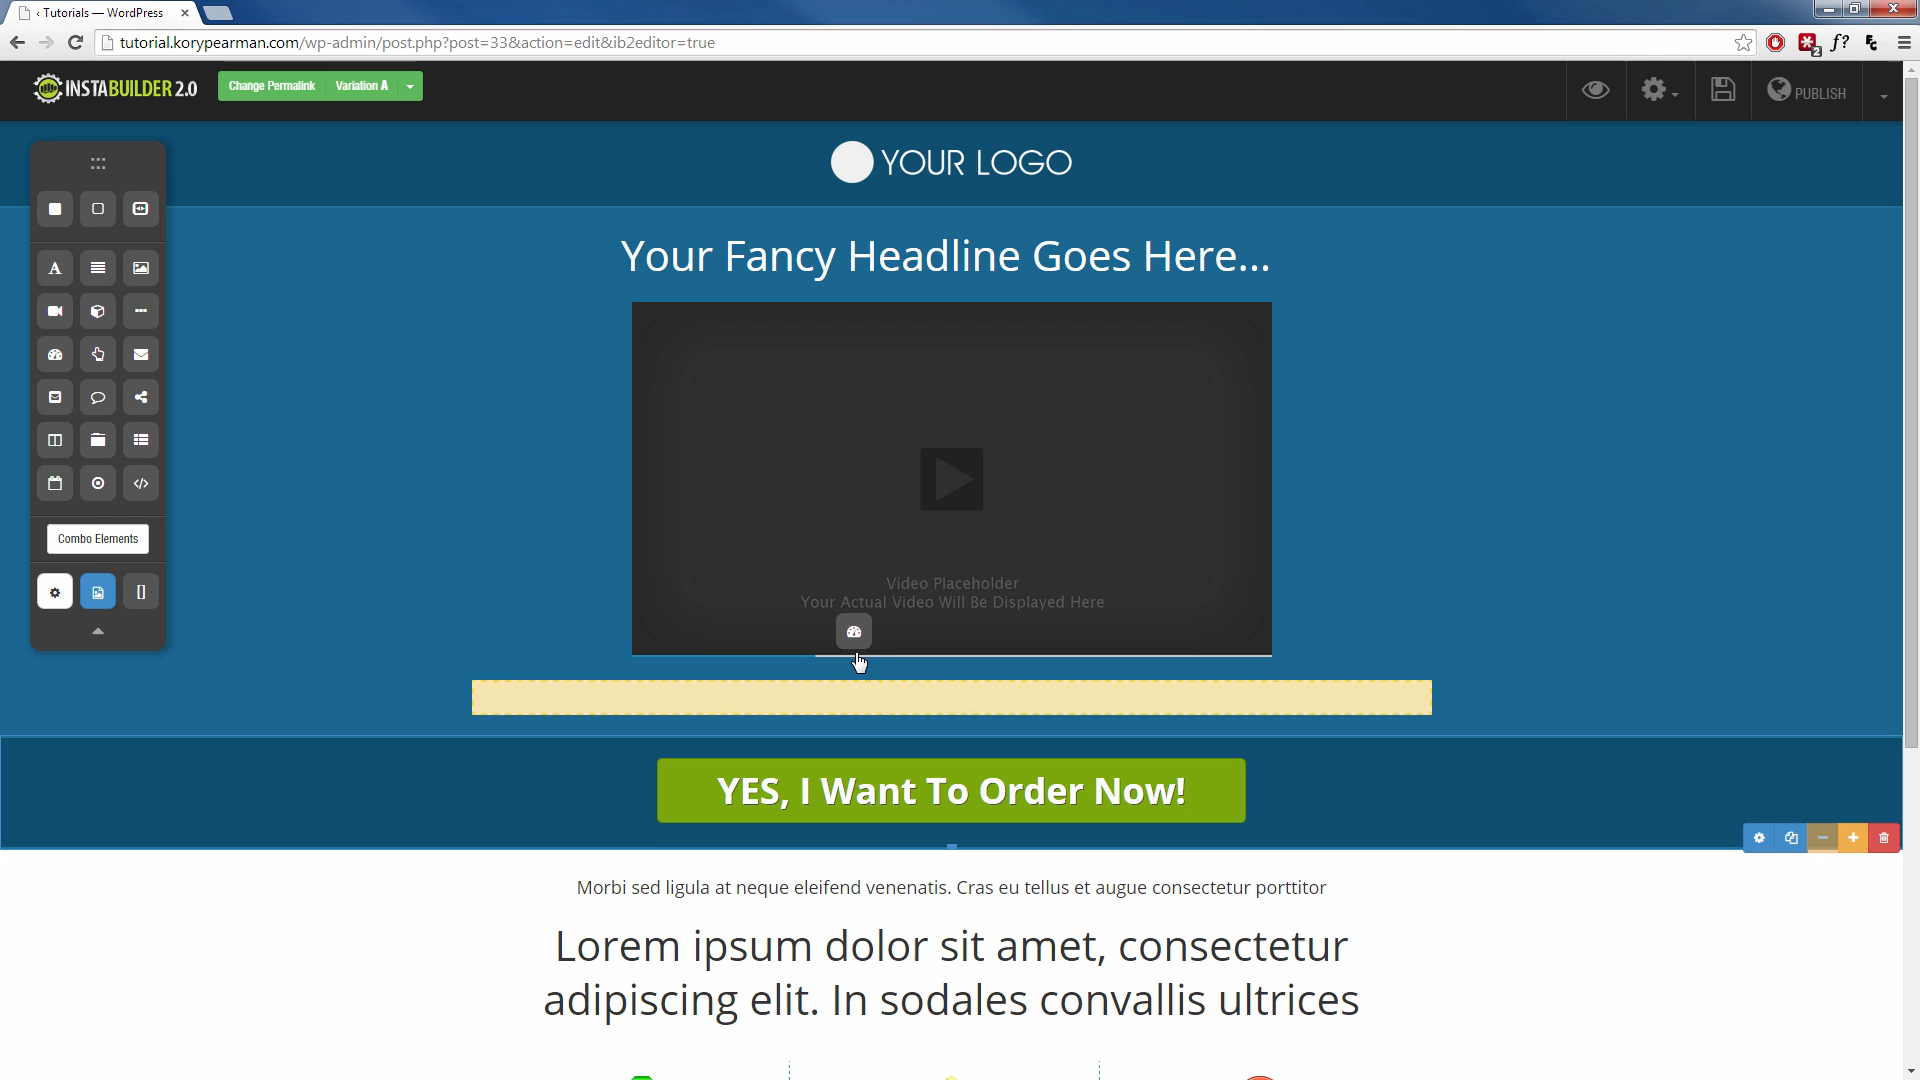 ‹ Tutorials — WordPress
tutorial.korypearman.com/wp-admin/post.php?post=33&action=edit&ib2editor=true
2
f?
INSTABUILDER 2.0
Change Permalink
Variation A
PUBLISH
YOUR LOGO
Your Fancy Headline Goes Here...
A
Video Placeholder
Your Actual Video Will Be Displayed Here
Combo Elements
YES, I Want To Order Now!
Morbi sed ligula at neque eleifend venenatis. Cras eu tellus et augue consectetur porttitor
Lorem ipsum dolor sit amet, consectetur
adipiscing elit. In sodales convallis ultrices